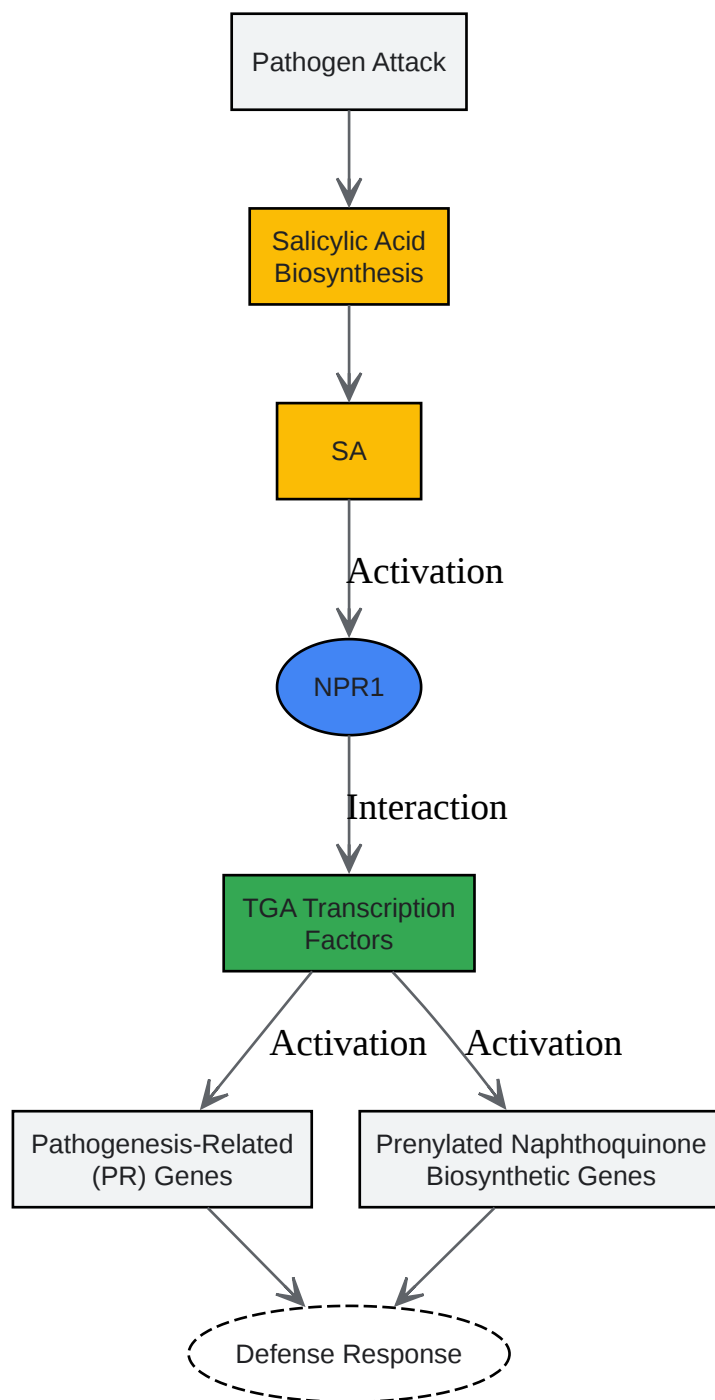 Pathogen Attack
Salicylic Acid
Biosynthesis
SA
Activation
NPR1
Interaction
TGA Transcription
Factors
Activation
Activation
Pathogenesis-Related
(PR) Genes
Prenylated Naphthoquinone
Biosynthetic Genes
Defense Response